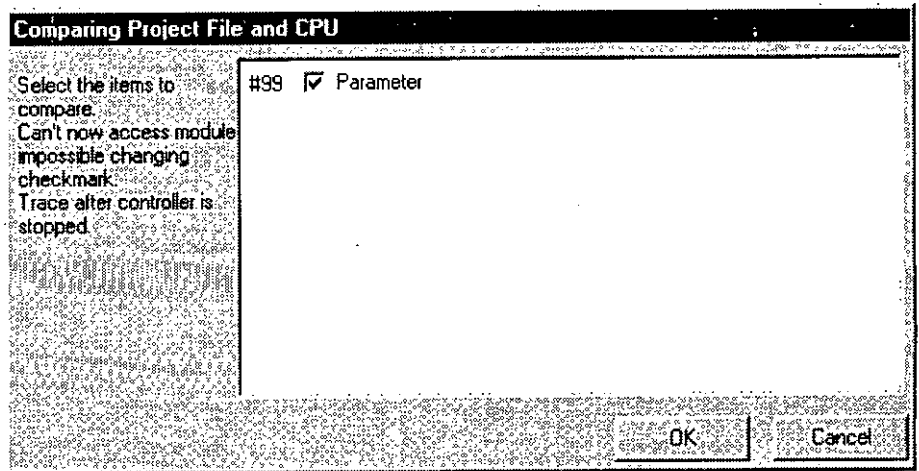 Comparing Project File and CPU
Select the items to
compare.
Can't now access module
impossible changing
checkmark.
Trace after controller is
stopped.
#99 Parameter
OK
Cancel